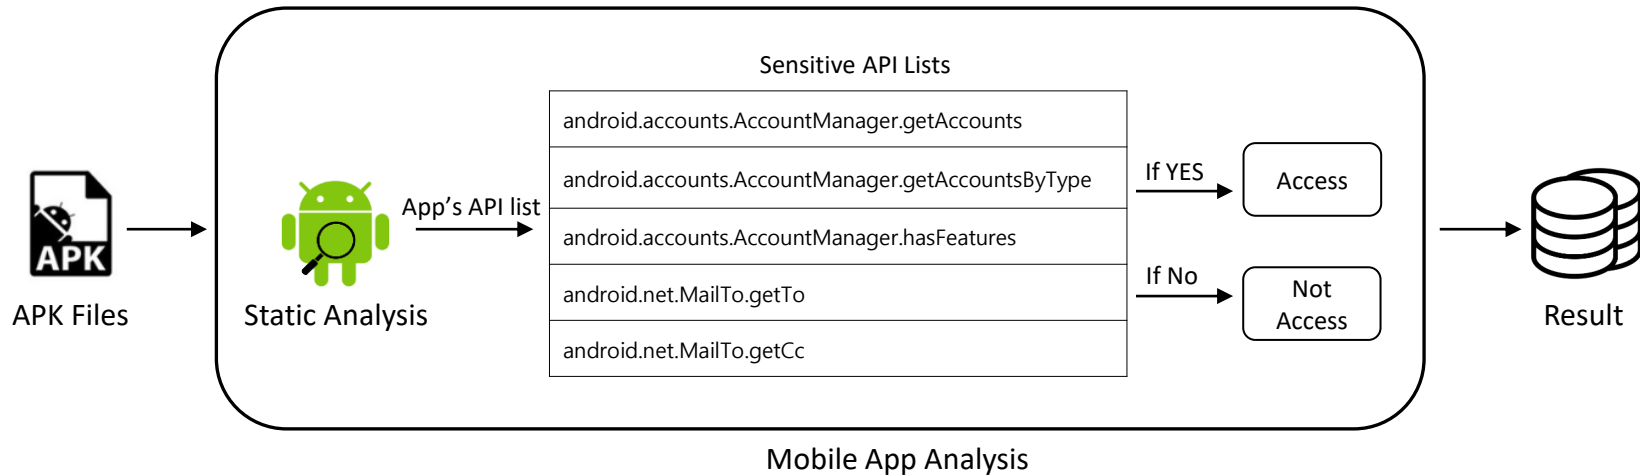 Sensitive API Lists
android.accounts.AccountManager.getAccounts
android.accounts.AccountManager.getAccountsByType
android.accounts.AccountManager.hasFeatures
android.net.MailTo.getTo
android.net.MailTo.getCc
APK
APK Files
Static Analysis
App’s API list
If YES
Access
If No
Not
Access
Result
Mobile App Analysis